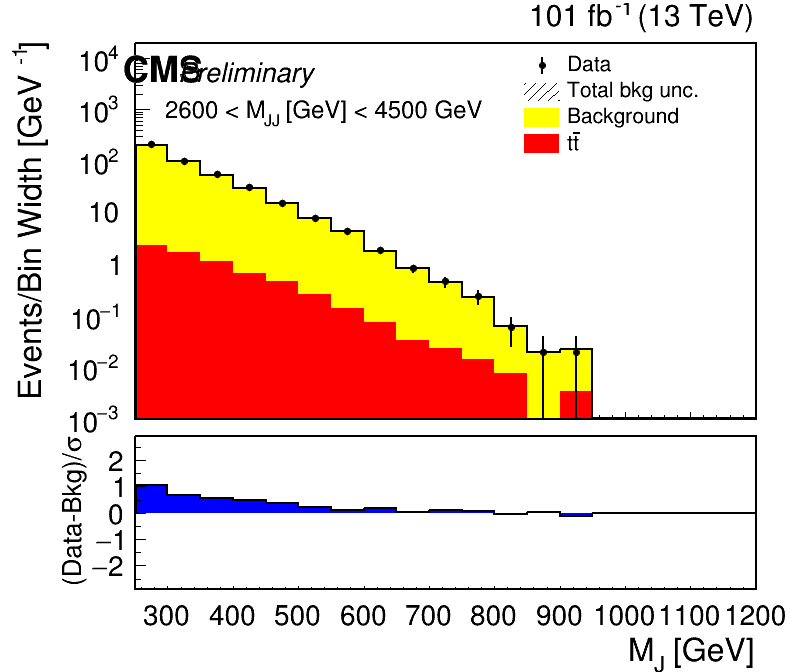 101 fb⁻¹ (13 TeV)
CMS Preliminary
2600 < M_JJ [GeV] < 4500 GeV
Data
Total bkg unc.
Background
tt̄
Events/Bin Width [GeV⁻¹]
10⁴
10³
10²
10
1
10⁻¹
10⁻²
10⁻³
(Data-Bkg)/σ
2
1
0
−1
−2
300 400 500 600 700 800 900 1000 1100 1200
M_J [GeV]